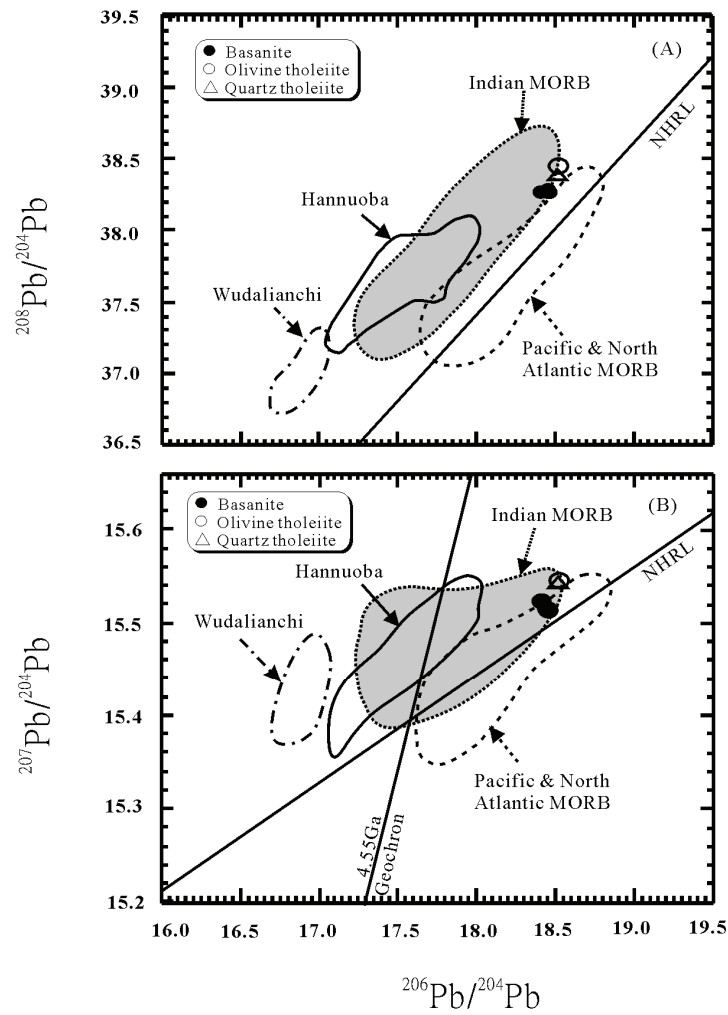 39.5
39.0
38.5
38.0
37.5
37.0
36.5
208Pb/204Pb
Basanite
Olivine tholeiite
Quartz tholeiite
(A)
Indian MORB
NHRL
Hannuoba
Wudalianchi
Pacific & North
Atlantic MORB
15.6
15.5
15.4
15.3
15.2
207Pb/204Pb
Basanite
Olivine tholeiite
Quartz tholeiite
(B)
Indian MORB
NHRL
Hannuoba
Wudalianchi
Pacific & North
Atlantic MORB
4.55Ga
Geochron
16.0 16.5 17.0 17.5 18.0 18.5 19.0 19.5
206Pb/204Pb